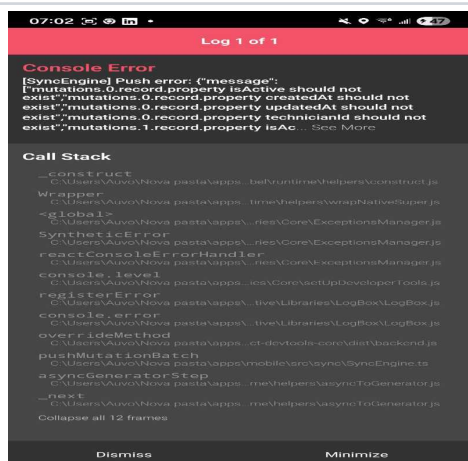 07:02
in
47
Log 1 of 1
Console Error
[SyncEngine] Push error: {"message":
["mutations.0.record.property isActive should not
exist","mutations.0.record.property createdAt should not
exist","mutations.0.record.property updatedAt should not
exist","mutations.0.record.property technicianId should not
exist","mutations.1.record.property isAc... See More
Call Stack
_construct
C:\Users\Auvo\Nova pasta\apps...bel\runtime\helpers\construct.js
Wrapper
C:\Users\Auvo\Nova pasta\apps...time\helpers\wrapNativeSuper.js
<global>
C:\Users\Auvo\Nova pasta\apps\...ries\Core\ExceptionsManager.js
SyntheticError
C:\Users\Auvo\Nova pasta\apps\...ries\Core\ExceptionsManager.js
reactConsoleErrorHandler
C:\Users\Auvo\Nova pasta\apps\...ries\Core\ExceptionsManager.js
console.level
C:\Users\Auvo\Nova pasta\apps...ies\Core\setUpDeveloperTools.js
registerError
C:\Users\Auvo\Nova pasta\apps\...tive\Libraries\LogBox\LogBox.js
console.error
C:\Users\Auvo\Nova pasta\apps\...tive\Libraries\LogBox\LogBox.js
overrideMethod
C:\Users\Auvo\Nova pasta\apps...ct-devtools-core\dist\backend.js
pushMutationBatch
C:\Users\Auvo\Nova pasta\apps\mobile\src\sync\SyncEngine.ts
asyncGeneratorStep
C:\Users\Auvo\Nova pasta\apps...me\helpers\asyncToGenerator.js
_next
C:\Users\Auvo\Nova pasta\apps...me\helpers\asyncToGenerator.js
Collapse all 12 frames
Dismiss
Minimize